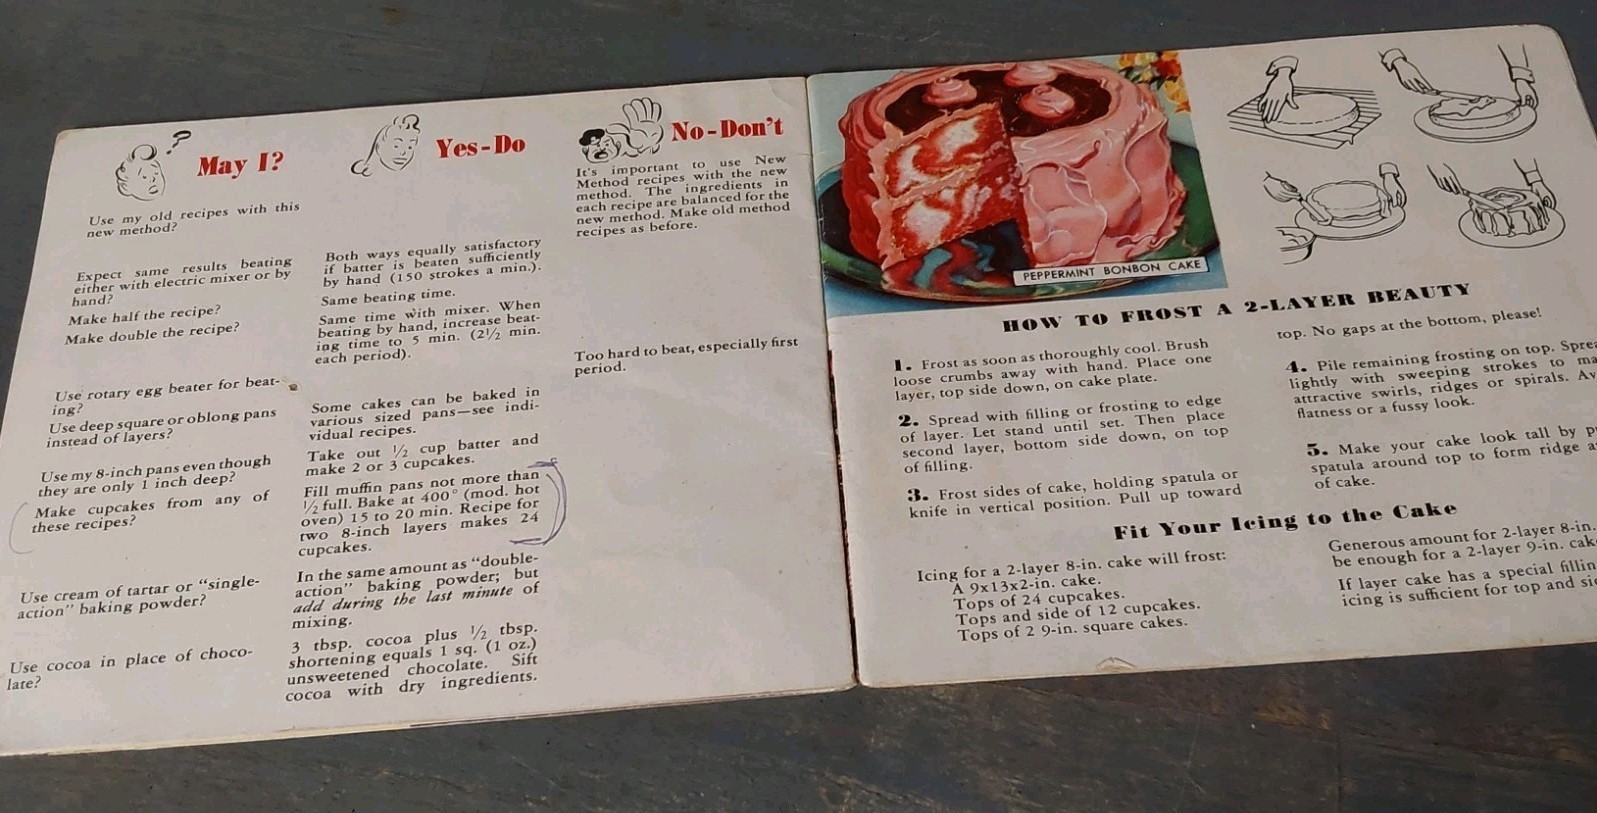 ?
May I?
Use my old recipes with this
new method?
Expect same results beating
either with electric mixer or by
hand?
Make half the recipe?
Make double the recipe?
Use rotary egg beater for beat-
ing?
Use deep square or oblong pans
instead of layers?
Use my 8-inch pans even though
they are only 1 inch deep?
Make cupcakes from any of
these recipes?
Use cream of tartar or “single-
action” baking powder?
Use cocoa in place of choco-
late?
Yes-Do
Both ways equally satisfactory
if batter is beaten sufficiently
by hand (150 strokes a min.).
Same beating time.
Same time with mixer. When
beating by hand, increase beat-
ing time to 5 min. (2½ min.
each period).
Some cakes can be baked in
various sized pans—see indi-
vidual recipes.
Take out ½ cup batter and
make 2 or 3 cupcakes.
Fill muffin pans not more than
½ full. Bake at 400° (mod. hot
oven) 15 to 20 min. Recipe for
two 8-inch layers makes 24
cupcakes.
In the same amount as “double-
action” baking powder; but
add during the last minute of
mixing.
3 tbsp. cocoa plus ½ tbsp.
shortening equals 1 sq. (1 oz.)
unsweetened chocolate. Sift
cocoa with dry ingredients.
No-Don't
It's important to use New
Method recipes with the new
method. The ingredients in
each recipe are balanced for the
new method. Make old method
recipes as before.
Too hard to beat, especially first
period.
PEPPERMINT BONBON CAKE
HOW TO FROST A 2-LAYER BEAUTY
1. Frost as soon as thoroughly cool. Brush
loose crumbs away with hand. Place one
layer, top side down, on cake plate.
2. Spread with filling or frosting to edge
of layer. Let stand until set. Then place
second layer, bottom side down, on top
of filling.
3. Frost sides of cake, holding spatula or
knife in vertical position. Pull up toward
top. No gaps at the bottom, please!
4. Pile remaining frosting on top. Sprea
lightly with sweeping strokes to ma
attractive swirls, ridges or spirals. Av
flatness or a fussy look.
5. Make your cake look tall by p
spatula around top to form ridge a
of cake.
Fit Your Icing to the Cake
Icing for a 2-layer 8-in. cake will frost:
A 9x13x2-in. cake.
Tops of 24 cupcakes.
Tops and side of 12 cupcakes.
Tops of 2 9-in. square cakes.
Generous amount for 2-layer 8-in.
be enough for a 2-layer 9-in. cak
If layer cake has a special fillin
icing is sufficient for top and si